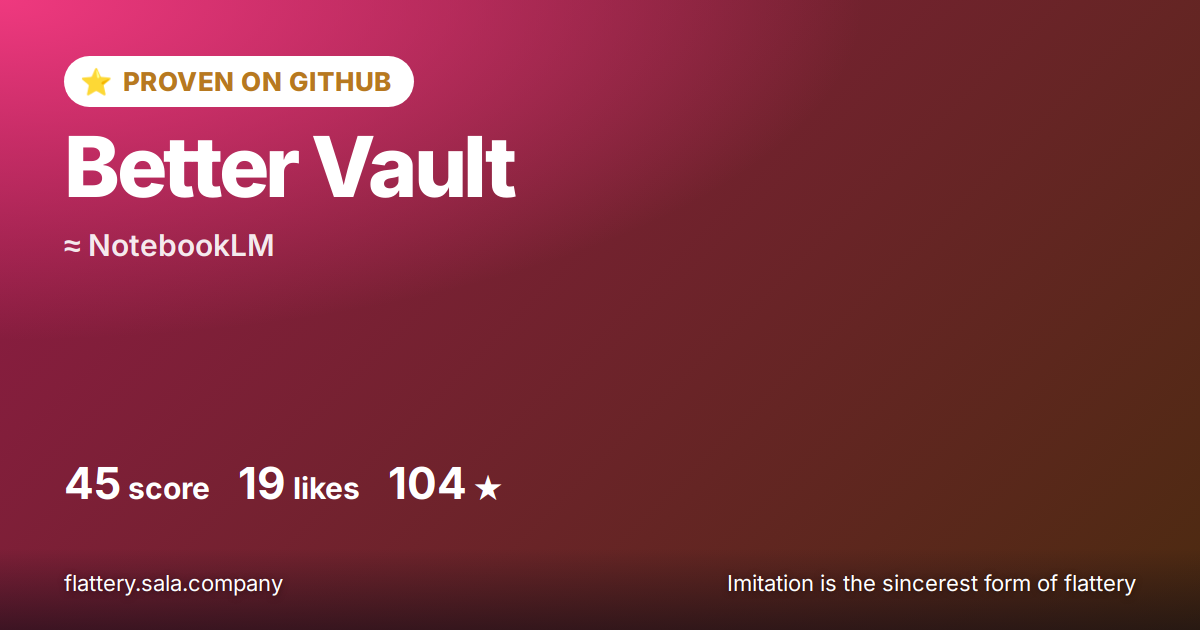 ⭐ PROVEN ON GITHUB
Better Vault
≈ NotebookLM
45 score 19 likes 104 ★
flattery.sala.company
Imitation is the sincerest form of flattery